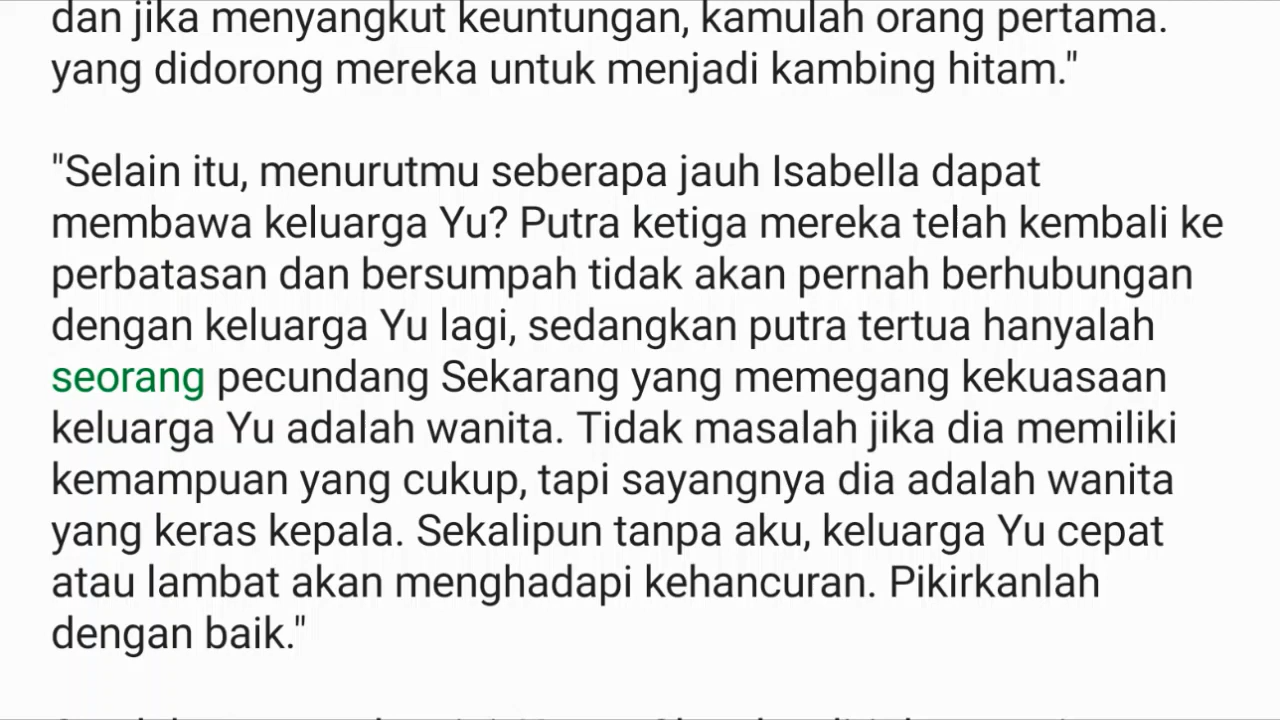 dan jika menyangkut keuntungan, kamulah orang pertama.
yang didorong mereka untuk menjadi kambing hitam."
"Selain itu, menurutmu seberapa jauh Isabella dapat
membawa keluarga Yu? Putra ketiga mereka telah kembali ke
perbatasan dan bersumpah tidak akan pernah berhubungan
dengan keluarga Yu lagi, sedangkan putra tertua hanyalah
seorang pecundang Sekarang yang memegang kekuasaan
keluarga Yu adalah wanita. Tidak masalah jika dia memiliki
kemampuan yang cukup, tapi sayangnya dia adalah wanita
yang keras kepala. Sekalipun tanpa aku, keluarga Yu cepat
atau lambat akan menghadapi kehancuran. Pikirkanlah
dengan baik."